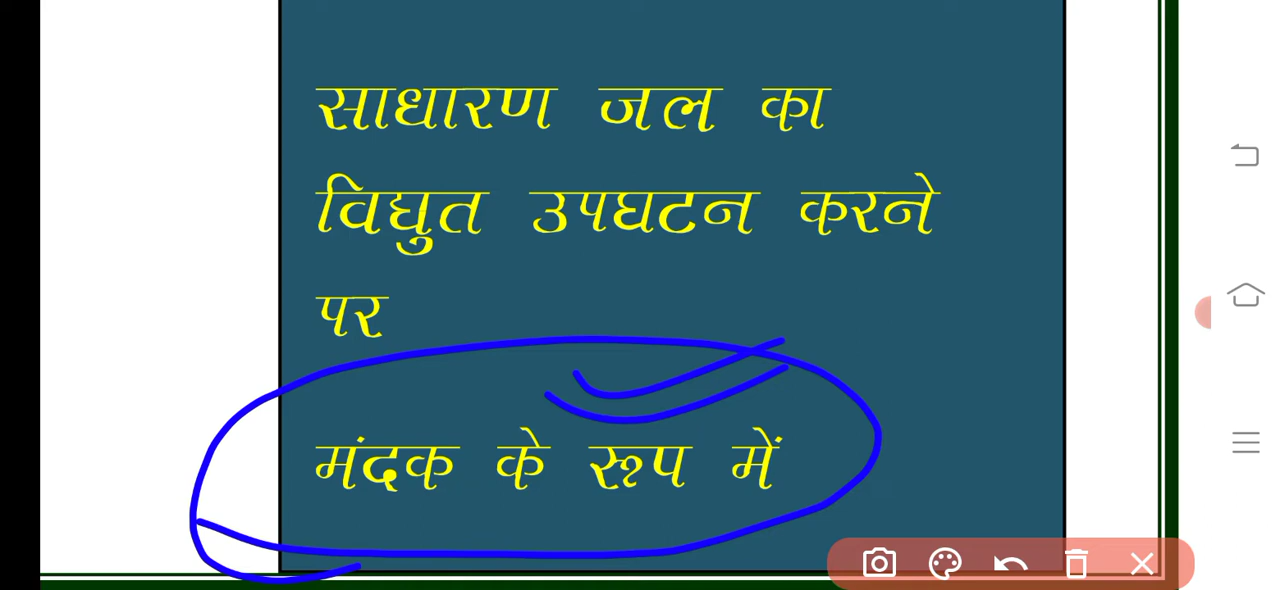 साधारण जल का
विघुत उपघटन करने
पर
मंदक के रूप में